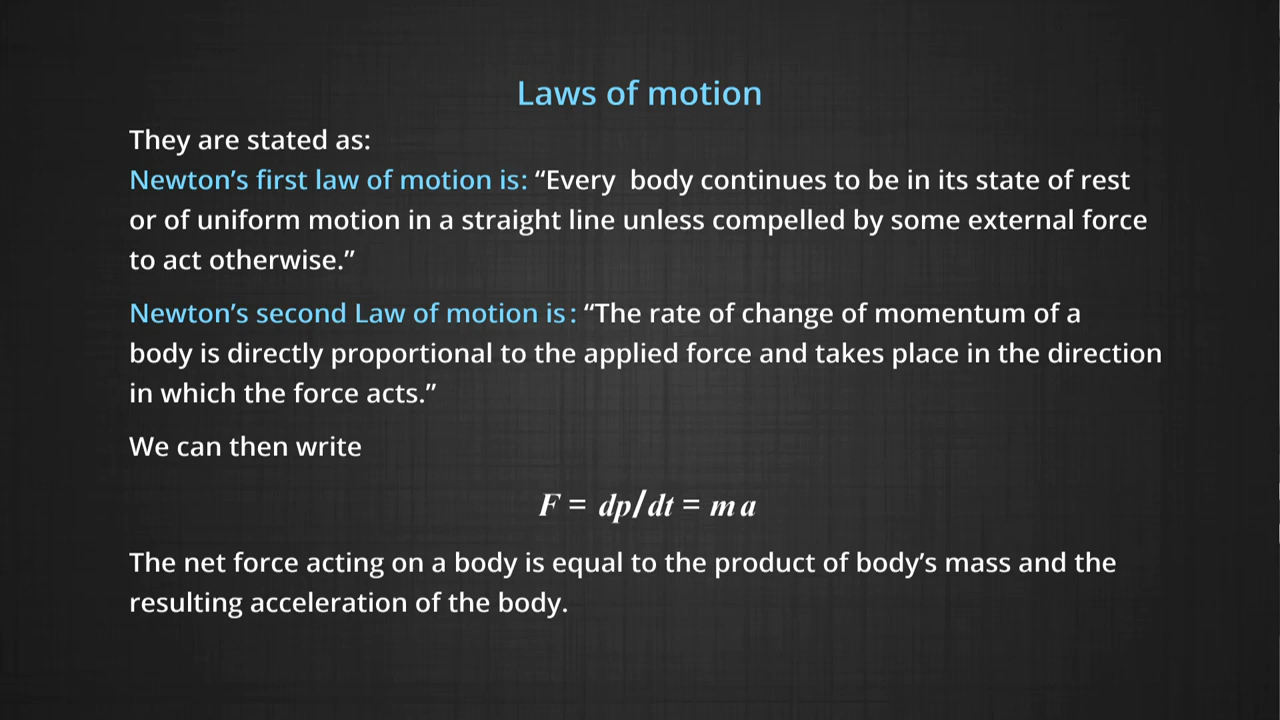 Laws of motion
They are stated as:
Newton’s first law of motion is: “Every body continues to be in its state of rest
or of uniform motion in a straight line unless compelled by some external force
to act otherwise.”
Newton’s second Law of motion is: “The rate of change of momentum of a
body is directly proportional to the applied force and takes place in the direction
in which the force acts.”
We can then write
F = dp/dt = m a
The net force acting on a body is equal to the product of body’s mass and the
resulting acceleration of the body.